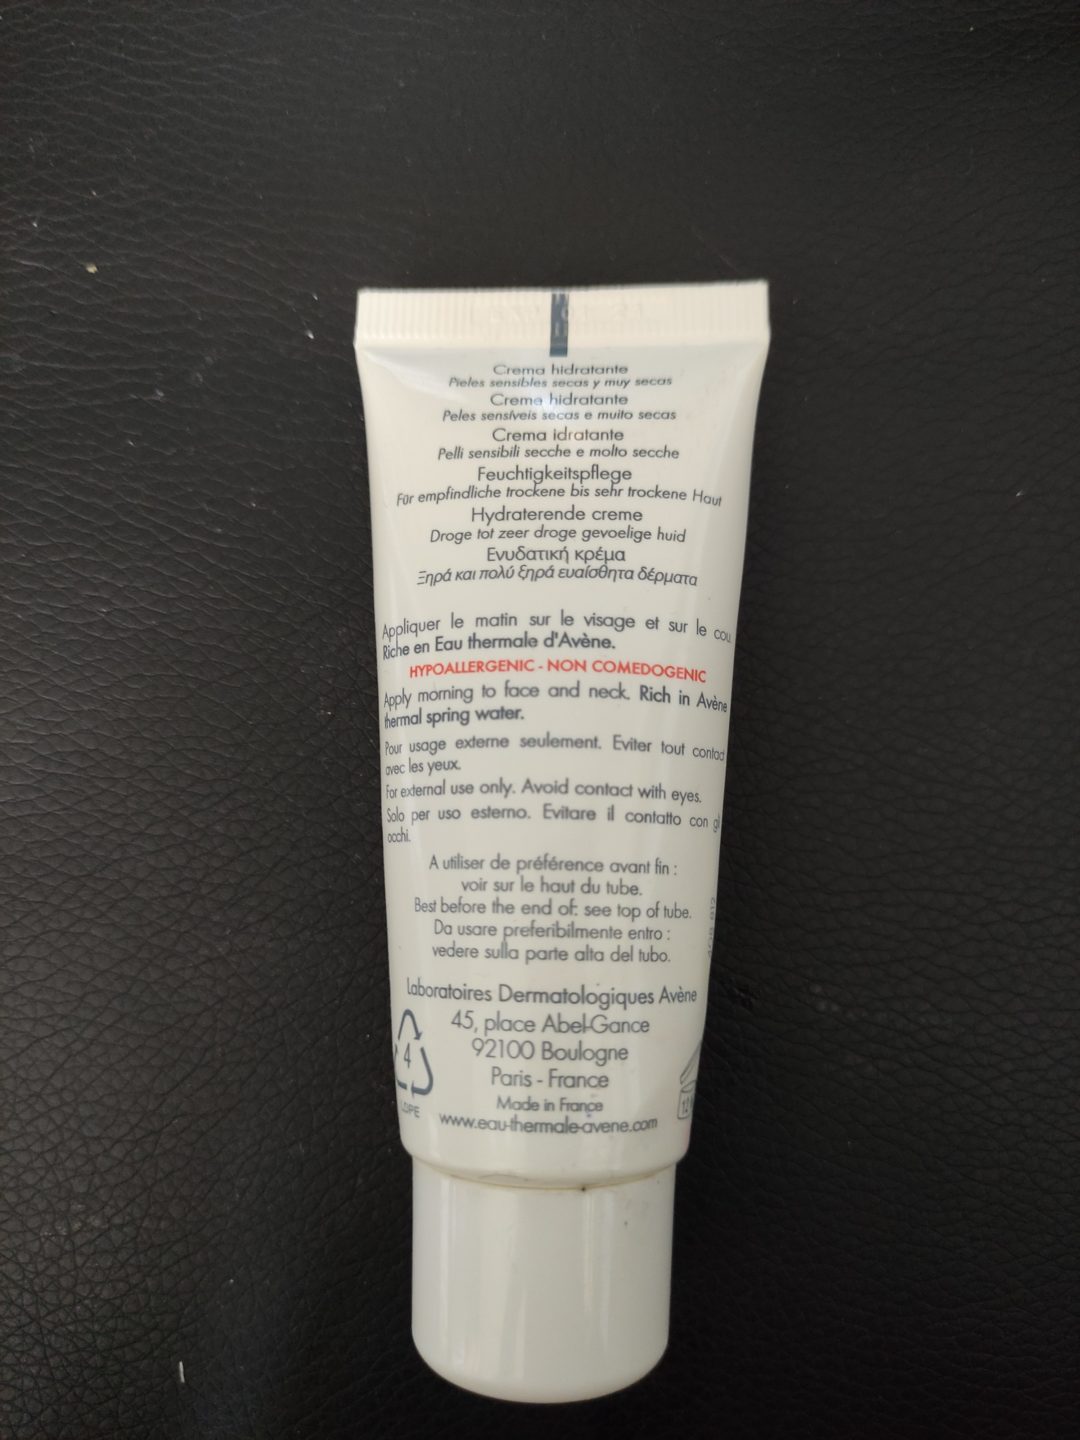 Crema hidratante
Pieles sensibles secas y muy secas
Creme hidratante
Peles sensíveis secas e muito secas
Crema idratante
Pelli sensibili secche e molto secche
Feuchtigkeitspflege
Für empfindliche trockene bis sehr trockene Haut
Hydraterende creme
Droge tot zeer droge gevoelige huid
Ενυδατική κρέμα
Ξηρά και πολύ ξηρά ευαίσθητα δέρματα
Appliquer le matin sur le visage et sur le cou
Riche en Eau thermale d'Avène.
HYPOALLERGENIC - NON COMEDOGENIC
Apply morning to face and neck. Rich in Avène
thermal spring water.
Pour usage externe seulement. Eviter tout contact
avec les yeux.
For external use only. Avoid contact with eyes.
Solo per uso esterno. Evitare il contatto con gli
occhi.
A utiliser de préférence avant fin :
voir sur le haut du tube.
Best before the end of: see top of tube.
Da usare preferibilmente entro :
vedere sulla parte alta del tubo.
Laboratoires Dermatologiques Avène
45, place Abel-Gance
92100 Boulogne
Paris - France
Made in France
www.eau-thermale-avene.com
4
LDPE
12